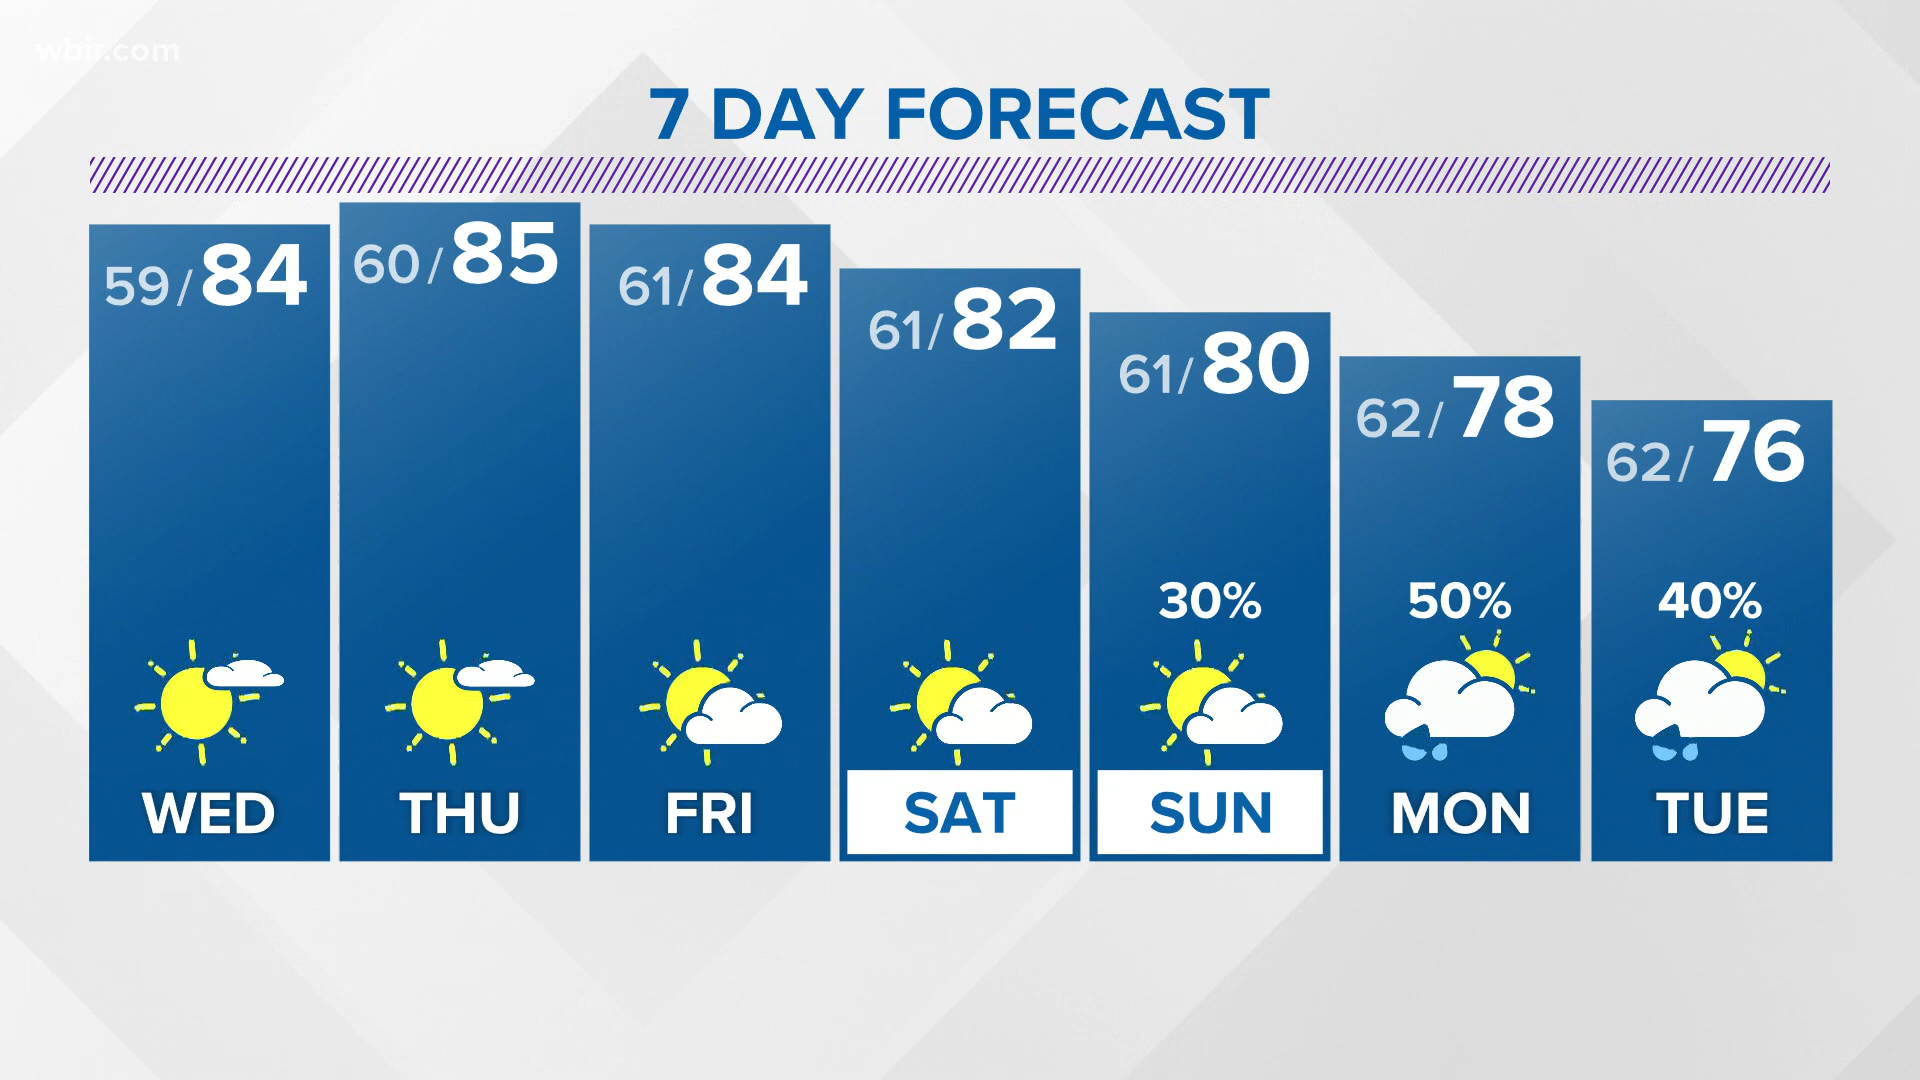 wbir.com
7 DAY FORECAST
59/84
60/85
61/84
61/82
61/80
62/78
62/76
30%
50%
40%
WED
THU
FRI
SAT
SUN
MON
TUE